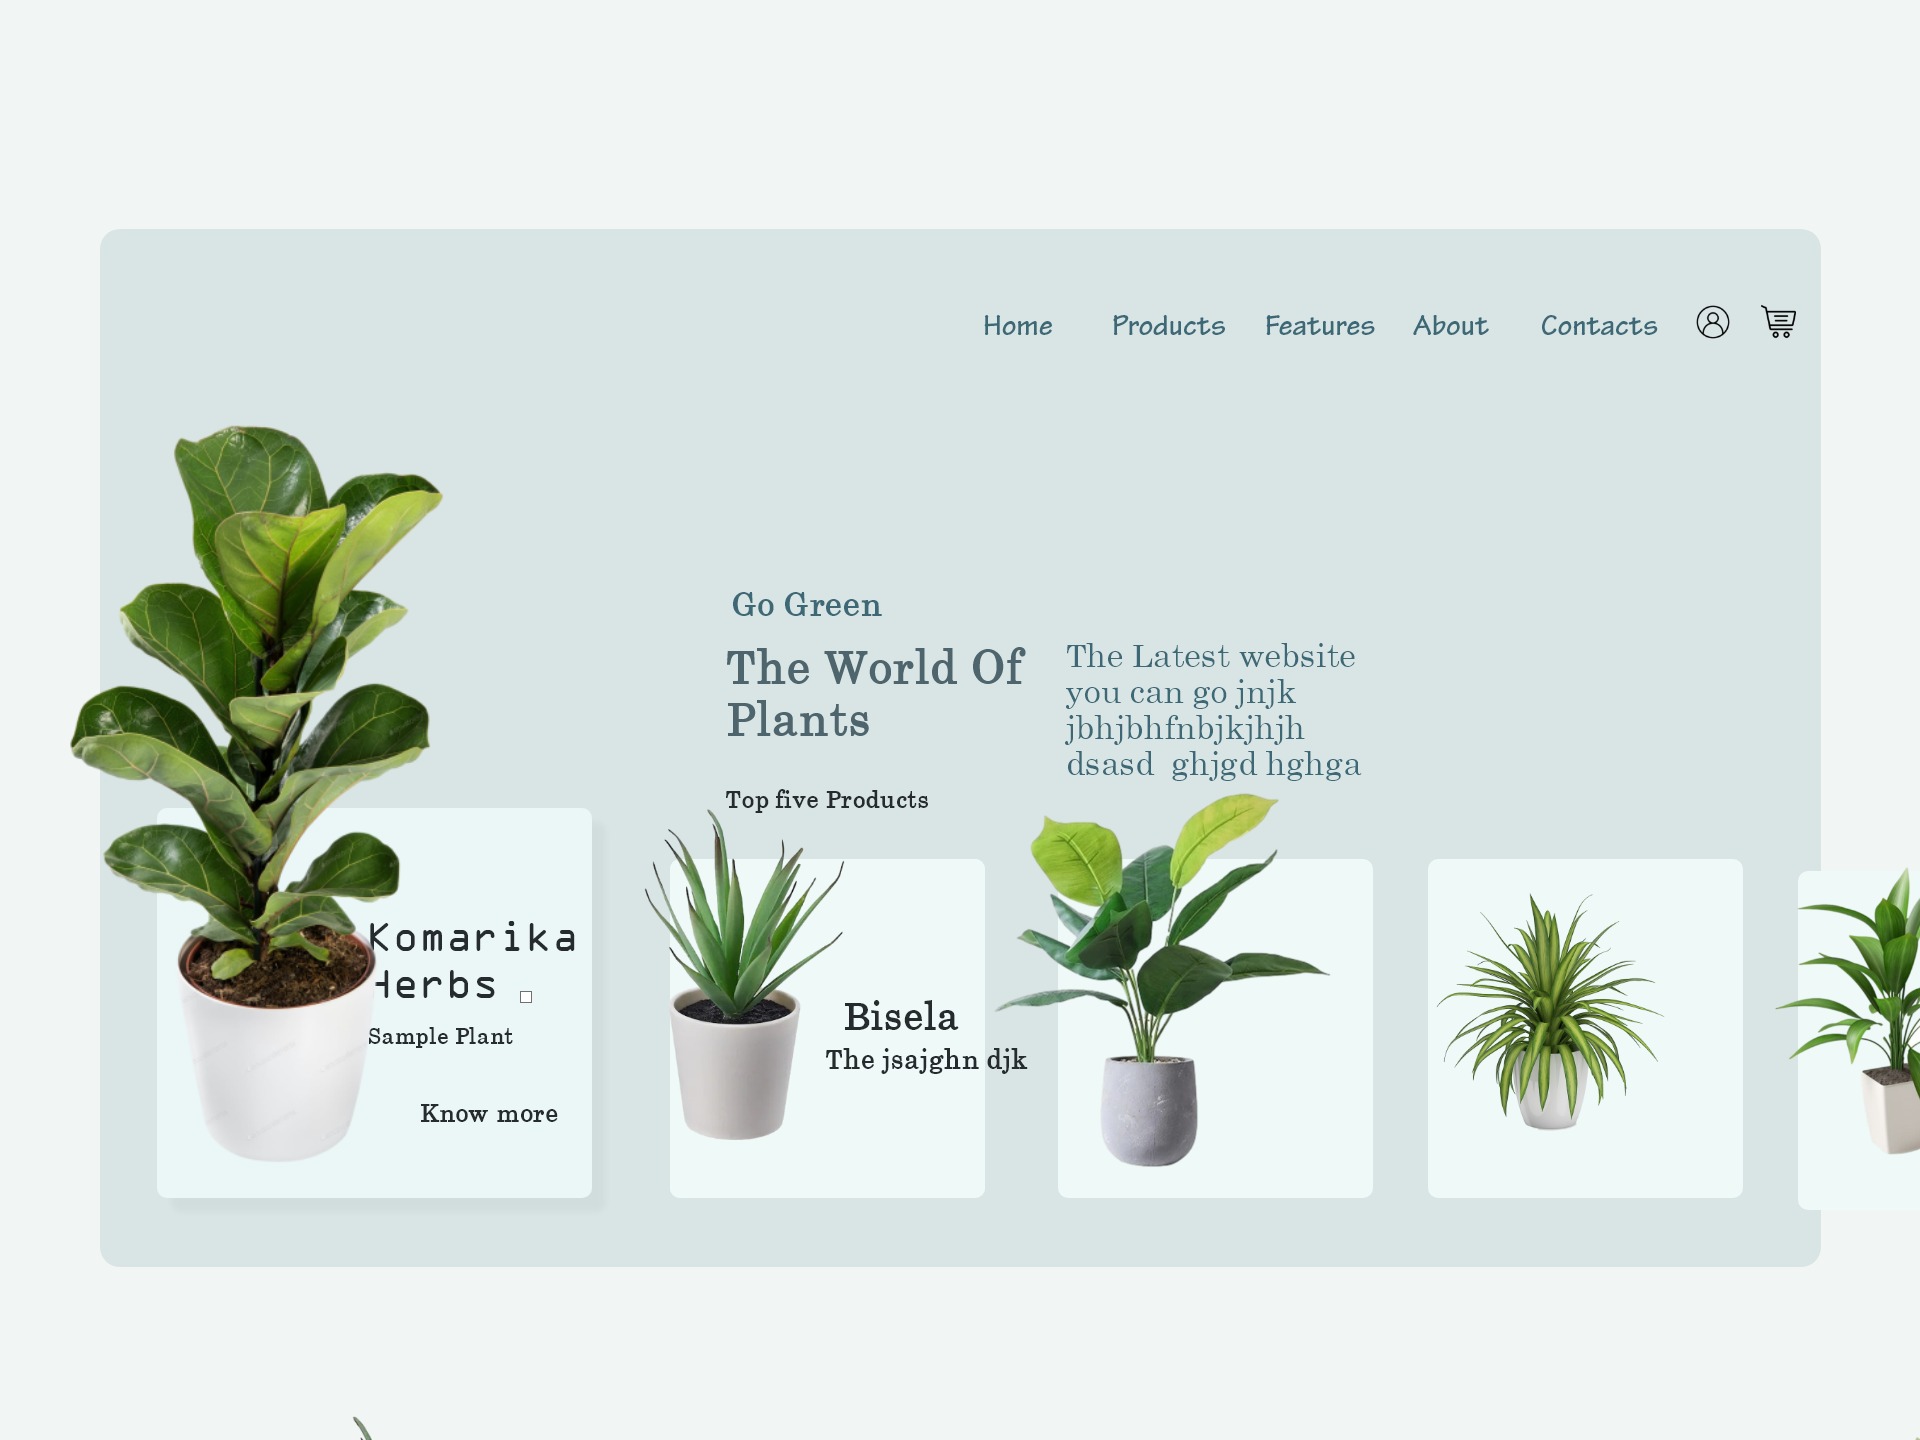 Home Products Features About Contacts
Go Green
The World Of
Plants
The Latest website
you can go jnjk
jbhjbhfnbjkjhjh
dsasd ghjgd hghga
Top five Products
Komarika
Herbs
Sample Plant
Know more
Bisela
The jsajghn djk